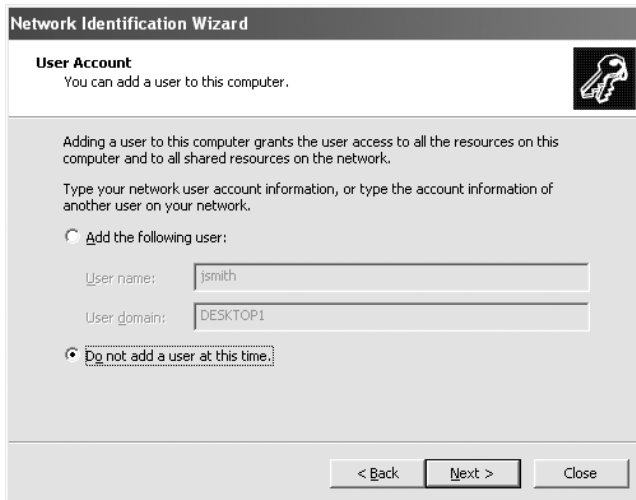 Network Identification Wizard
User Account
You can add a user to this computer.
Adding a user to this computer grants the user access to all the resources on this
computer and to all shared resources on the network.
Type your network user account information, or type the account information of
another user on your network.
Add the following user:
User name:
jsmith
User domain:
DESKTOP1
Do not add a user at this time.
< Back
Next >
Close